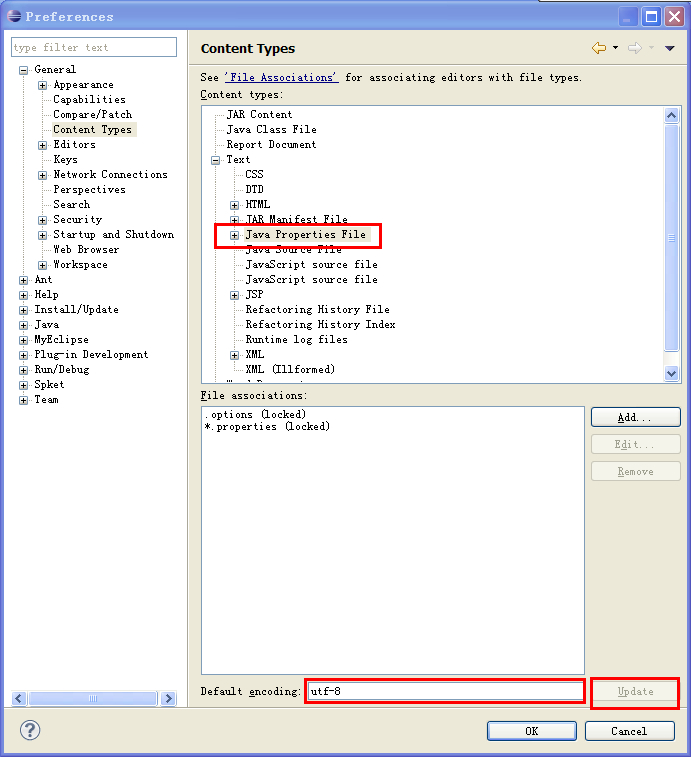 Preferences
type filter text
General
Appearance
Capabilities
Compare/Patch
Content Types
Editors
Keys
Network Connections
Perspectives
Search
Security
Startup and Shutdown
Web Browser
Workspace
Ant
Help
Install/Update
Java
MyEclipse
Plug-in Development
Run/Debug
Spket
Team
Content Types
See 'File Associations' for associating editors with file types.
Content types:
JAR Content
Java Class File
Report Document
Text
CSS
DTD
HTML
JAR Manifest File
Java Properties File
Java Source File
JavaScript source file
JavaScript source file
JSP
Refactoring History File
Refactoring History Index
Runtime log files
XML
XML (Illformed)
File associations:
.options (locked)
*.properties (locked)
Add...
Edit...
Remove
Default encoding: utf-8
Update
OK
Cancel